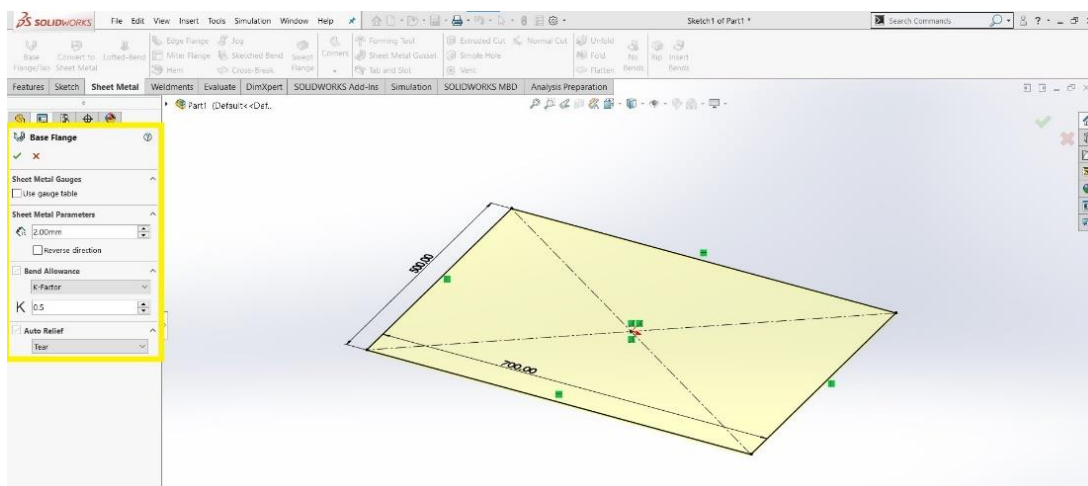 SOLIDWORKS File Edit View Insert Tools Simulation Window Help Sketch1 of Part1 * Search Commands
Edge Flange Jog Forming Tool Extruded Cut Normal Cut Unfold
Base Convert to Lofted-Bend Miter Flange Sketched Bend Swept Corners Sheet Metal Gusset Simple Hole Fold No Rip Insert
Flange/Tab Sheet Metal Hem Cross-Break Flange Tab and Slot Vent Flatten Bends Bends
Features Sketch Sheet Metal Weldments Evaluate DimXpert SOLIDWORKS Add-Ins Simulation SOLIDWORKS MBD Analysis Preparation
Part1 (Default<<Def..
Base Flange
Sheet Metal Gauges
Use gauge table
Sheet Metal Parameters
2.00mm
Reverse direction
Bend Allowance
K-Factor
K 0.5
Auto Relief
Tear
500.00
700.00